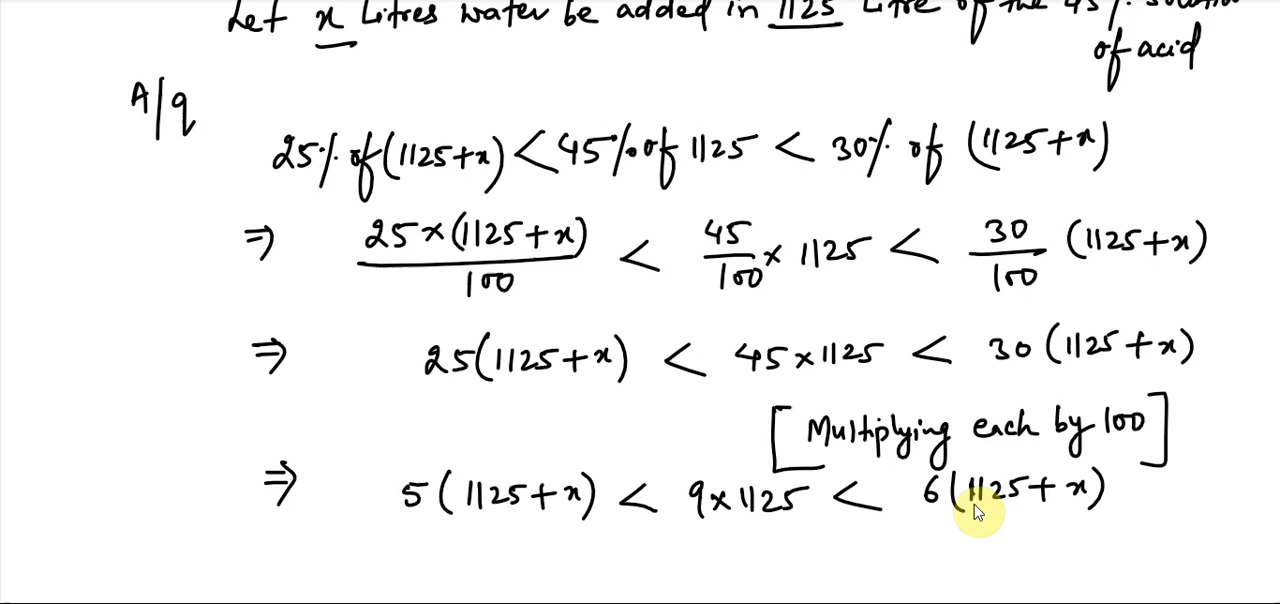 Let x Litres water be added in 1125 Litre of the 45%
of acid
A/q
25% of (1125+x) < 45% of 1125 < 30% of (1125+x)
⇒ 25×(1125+x)/100 < 45/100 × 1125 < 30/100 (1125+x)
⇒ 25(1125+x) < 45×1125 < 30(1125+x)
[Multiplying each by 100]
⇒ 5(1125+x) < 9×1125 < 6(1125+x)